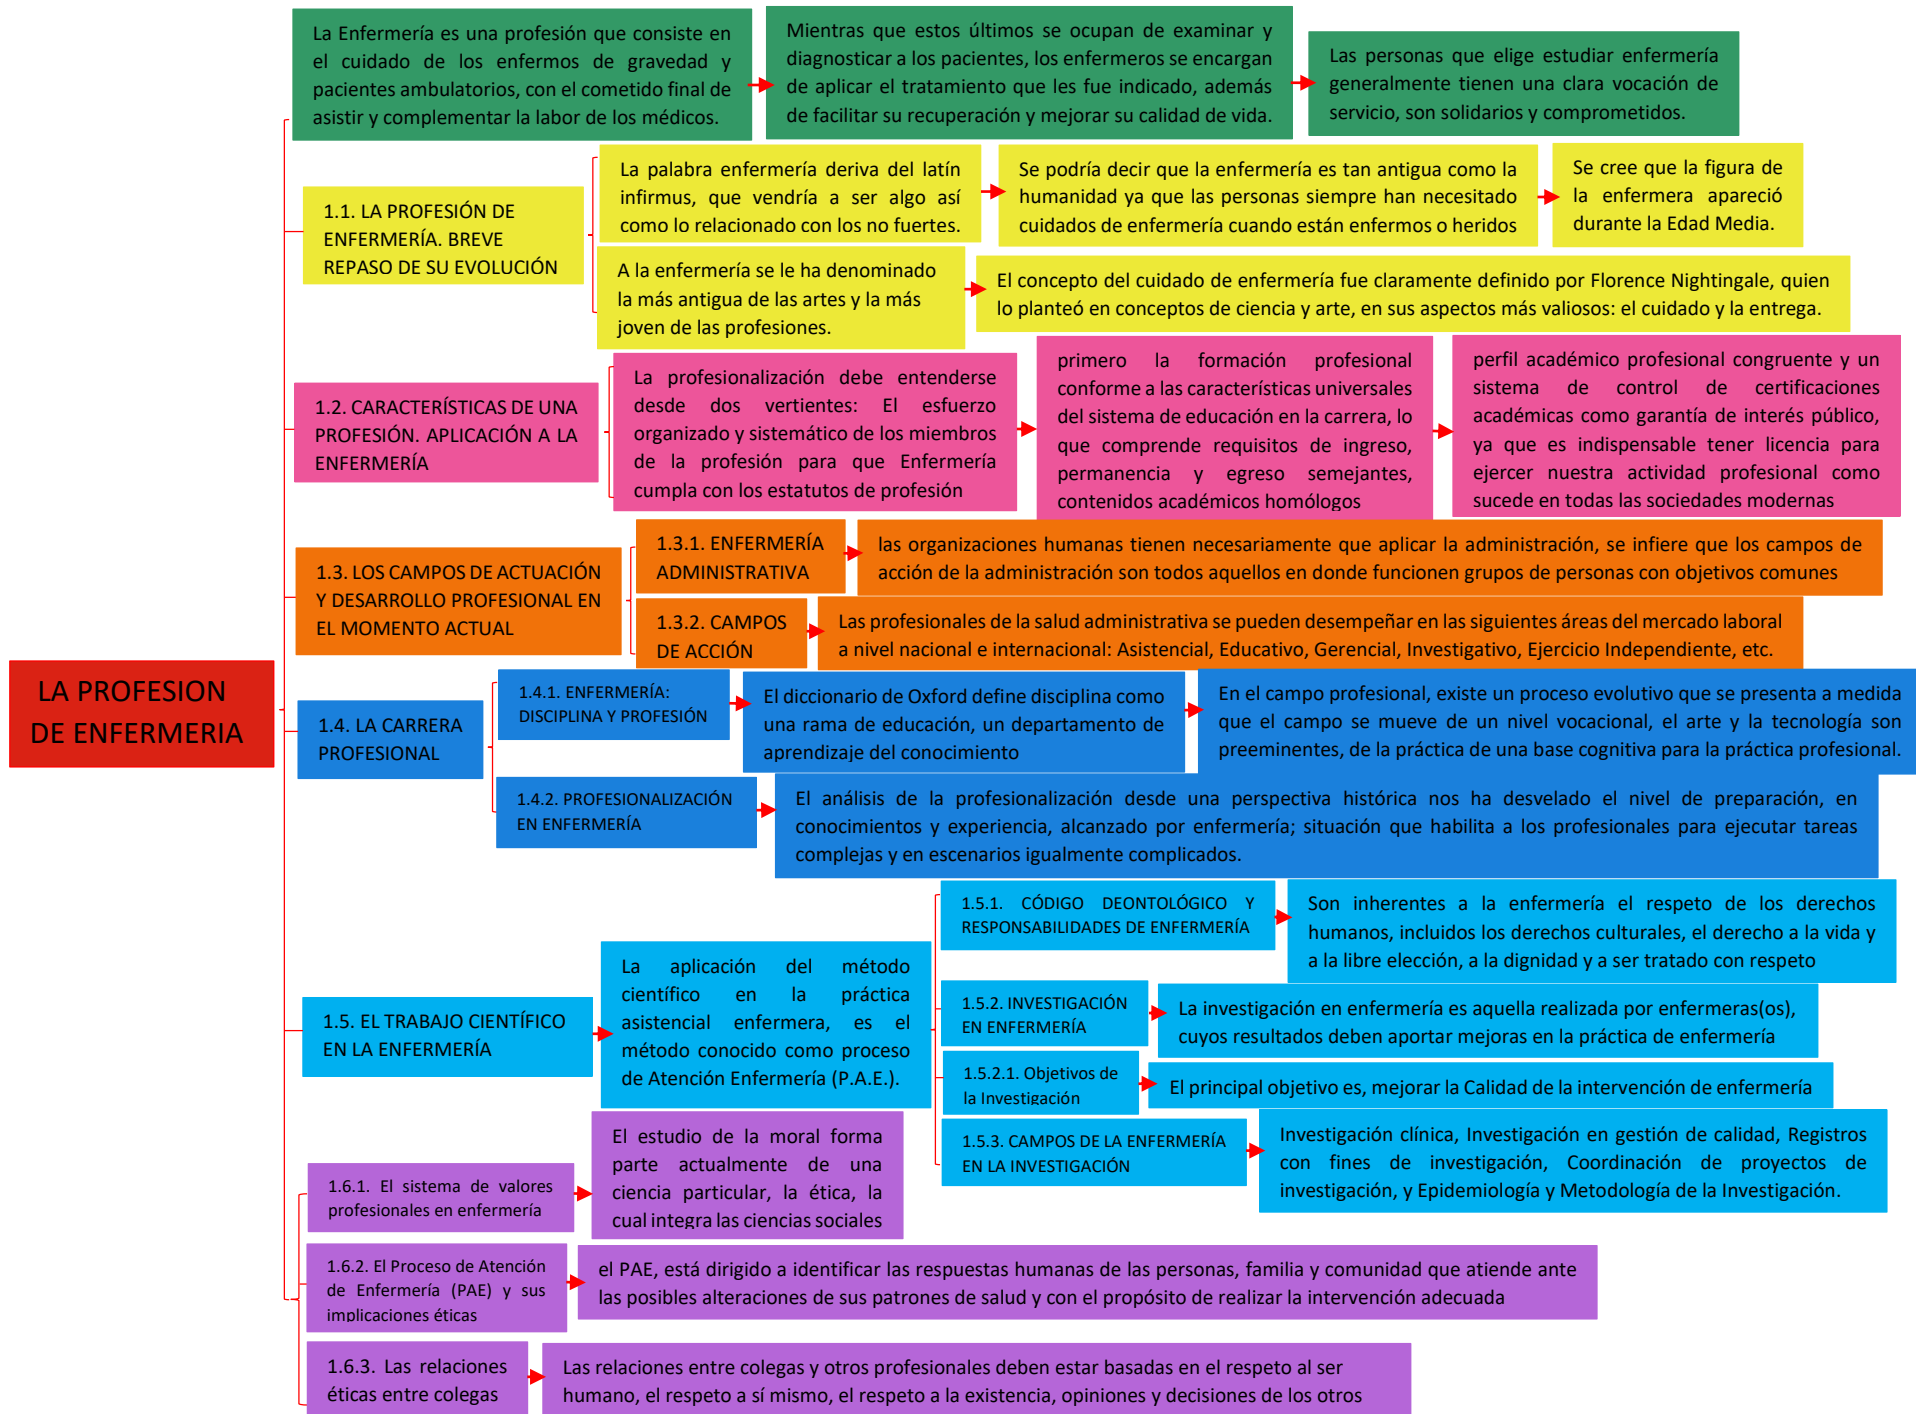 LA PROFESION
DE ENFERMERIA
La Enfermería es una profesión que consiste en
el cuidado de los enfermos de gravedad y
pacientes ambulatorios, con el cometido final de
asistir y complementar la labor de los médicos.
Mientras que estos últimos se ocupan de examinar y
diagnosticar a los pacientes, los enfermeros se encargan
de aplicar el tratamiento que les fue indicado, además
de facilitar su recuperación y mejorar su calidad de vida.
Las personas que elige estudiar enfermería
generalmente tienen una clara vocación de
servicio, son solidarios y comprometidos.
1.1. LA PROFESIÓN DE
ENFERMERÍA. BREVE
REPASO DE SU EVOLUCIÓN
La palabra enfermería deriva del latín
infirmus, que vendría a ser algo así
como lo relacionado con los no fuertes.
Se podría decir que la enfermería es tan antigua como la
humanidad ya que las personas siempre han necesitado
cuidados de enfermería cuando están enfermos o heridos
Se cree que la figura de
la enfermera apareció
durante la Edad Media.
A la enfermería se le ha denominado
la más antigua de las artes y la más
joven de las profesiones.
El concepto del cuidado de enfermería fue claramente definido por Florence Nightingale, quien
lo planteó en conceptos de ciencia y arte, en sus aspectos más valiosos: el cuidado y la entrega.
1.2. CARACTERÍSTICAS DE UNA
PROFESIÓN. APLICACIÓN A LA
ENFERMERÍA
La profesionalización debe entenderse
desde dos vertientes: El esfuerzo
organizado y sistemático de los miembros
de la profesión para que Enfermería
cumpla con los estatutos de profesión
primero la formación profesional
conforme a las características universales
del sistema de educación en la carrera, lo
que comprende requisitos de ingreso,
permanencia y egreso semejantes,
contenidos académicos homólogos
perfil académico profesional congruente y un
sistema de control de certificaciones
académicas como garantía de interés público,
ya que es indispensable tener licencia para
ejercer nuestra actividad profesional como
sucede en todas las sociedades modernas
1.3. LOS CAMPOS DE ACTUACIÓN
Y DESARROLLO PROFESIONAL EN
EL MOMENTO ACTUAL
1.3.1. ENFERMERÍA
ADMINISTRATIVA
las organizaciones humanas tienen necesariamente que aplicar la administración, se infiere que los campos de
acción de la administración son todos aquellos en donde funcionen grupos de personas con objetivos comunes
1.3.2. CAMPOS
DE ACCIÓN
Las profesionales de la salud administrativa se pueden desempeñar en las siguientes áreas del mercado laboral
a nivel nacional e internacional: Asistencial, Educativo, Gerencial, Investigativo, Ejercicio Independiente, etc.
1.4. LA CARRERA
PROFESIONAL
1.4.1. ENFERMERÍA:
DISCIPLINA Y PROFESIÓN
El diccionario de Oxford define disciplina como
una rama de educación, un departamento de
aprendizaje del conocimiento
En el campo profesional, existe un proceso evolutivo que se presenta a medida
que el campo se mueve de un nivel vocacional, el arte y la tecnología son
preeminentes, de la práctica de una base cognitiva para la práctica profesional.
1.4.2. PROFESIONALIZACIÓN
EN ENFERMERÍA
El análisis de la profesionalización desde una perspectiva histórica nos ha desvelado el nivel de preparación, en
conocimientos y experiencia, alcanzado por enfermería; situación que habilita a los profesionales para ejecutar tareas
complejas y en escenarios igualmente complicados.
1.5. EL TRABAJO CIENTÍFICO
EN LA ENFERMERÍA
La aplicación del método
científico en la práctica
asistencial enfermera, es el
método conocido como proceso
de Atención Enfermería (P.A.E.).
1.5.1. CÓDIGO DEONTOLÓGICO Y
RESPONSABILIDADES DE ENFERMERÍA
Son inherentes a la enfermería el respeto de los derechos
humanos, incluidos los derechos culturales, el derecho a la vida y
a la libre elección, a la dignidad y a ser tratado con respeto
1.5.2. INVESTIGACIÓN
EN ENFERMERÍA
La investigación en enfermería es aquella realizada por enfermeras(os),
cuyos resultados deben aportar mejoras en la práctica de enfermería
1.5.2.1. Objetivos de
la Investigación
El principal objetivo es, mejorar la Calidad de la intervención de enfermería
1.5.3. CAMPOS DE LA ENFERMERÍA
EN LA INVESTIGACIÓN
Investigación clínica, Investigación en gestión de calidad, Registros
con fines de investigación, Coordinación de proyectos de
investigación, y Epidemiología y Metodología de la Investigación.
1.6.1. El sistema de valores
profesionales en enfermería
El estudio de la moral forma
parte actualmente de una
ciencia particular, la ética, la
cual integra las ciencias sociales
1.6.2. El Proceso de Atención
de Enfermería (PAE) y sus
implicaciones éticas
el PAE, está dirigido a identificar las respuestas humanas de las personas, familia y comunidad que atiende ante
las posibles alteraciones de sus patrones de salud y con el propósito de realizar la intervención adecuada
1.6.3. Las relaciones
éticas entre colegas
Las relaciones entre colegas y otros profesionales deben estar basadas en el respeto al ser
humano, el respeto a sí mismo, el respeto a la existencia, opiniones y decisiones de los otros